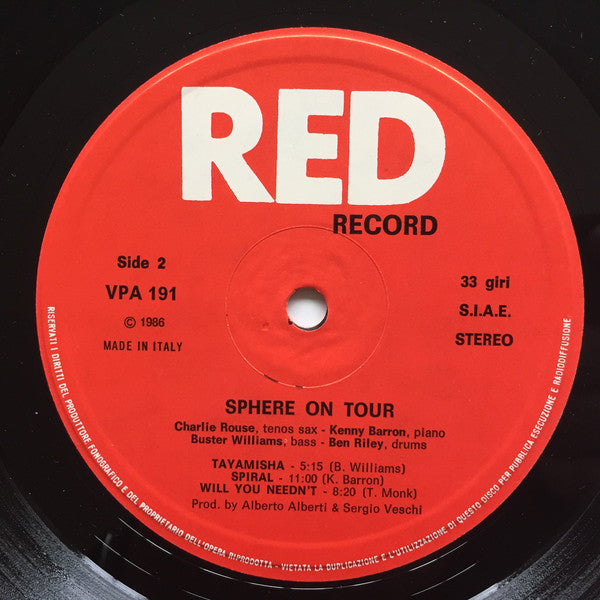 RED
RECORD
Side 2
VPA 191
© 1986
MADE IN ITALY
33 giri
S.I.A.E.
STEREO
SPHERE ON TOUR
Charlie Rouse, tenos sax - Kenny Barron, piano
Buster Williams, bass - Ben Riley, drums
TAYAMISHA - 5:15 (B. Williams)
SPIRAL - 11:00 (K. Barron)
WILL YOU NEEDN'T - 8:20 (T. Monk)
Prod. by Alberto Alberti & Sergio Veschi
RISERVATI I DIRITTI DEL PRODUTTORE FONOGRAFICO E DEL PROPRIETARIO DELL'OPERA RIPRODOTTA - VIETATA LA DUPLICAZIONE E L'UTILIZZAZIONE DI QUESTO DISCO PER PUBBLICA ESECUZIONE E RADIODIFFUSIONE